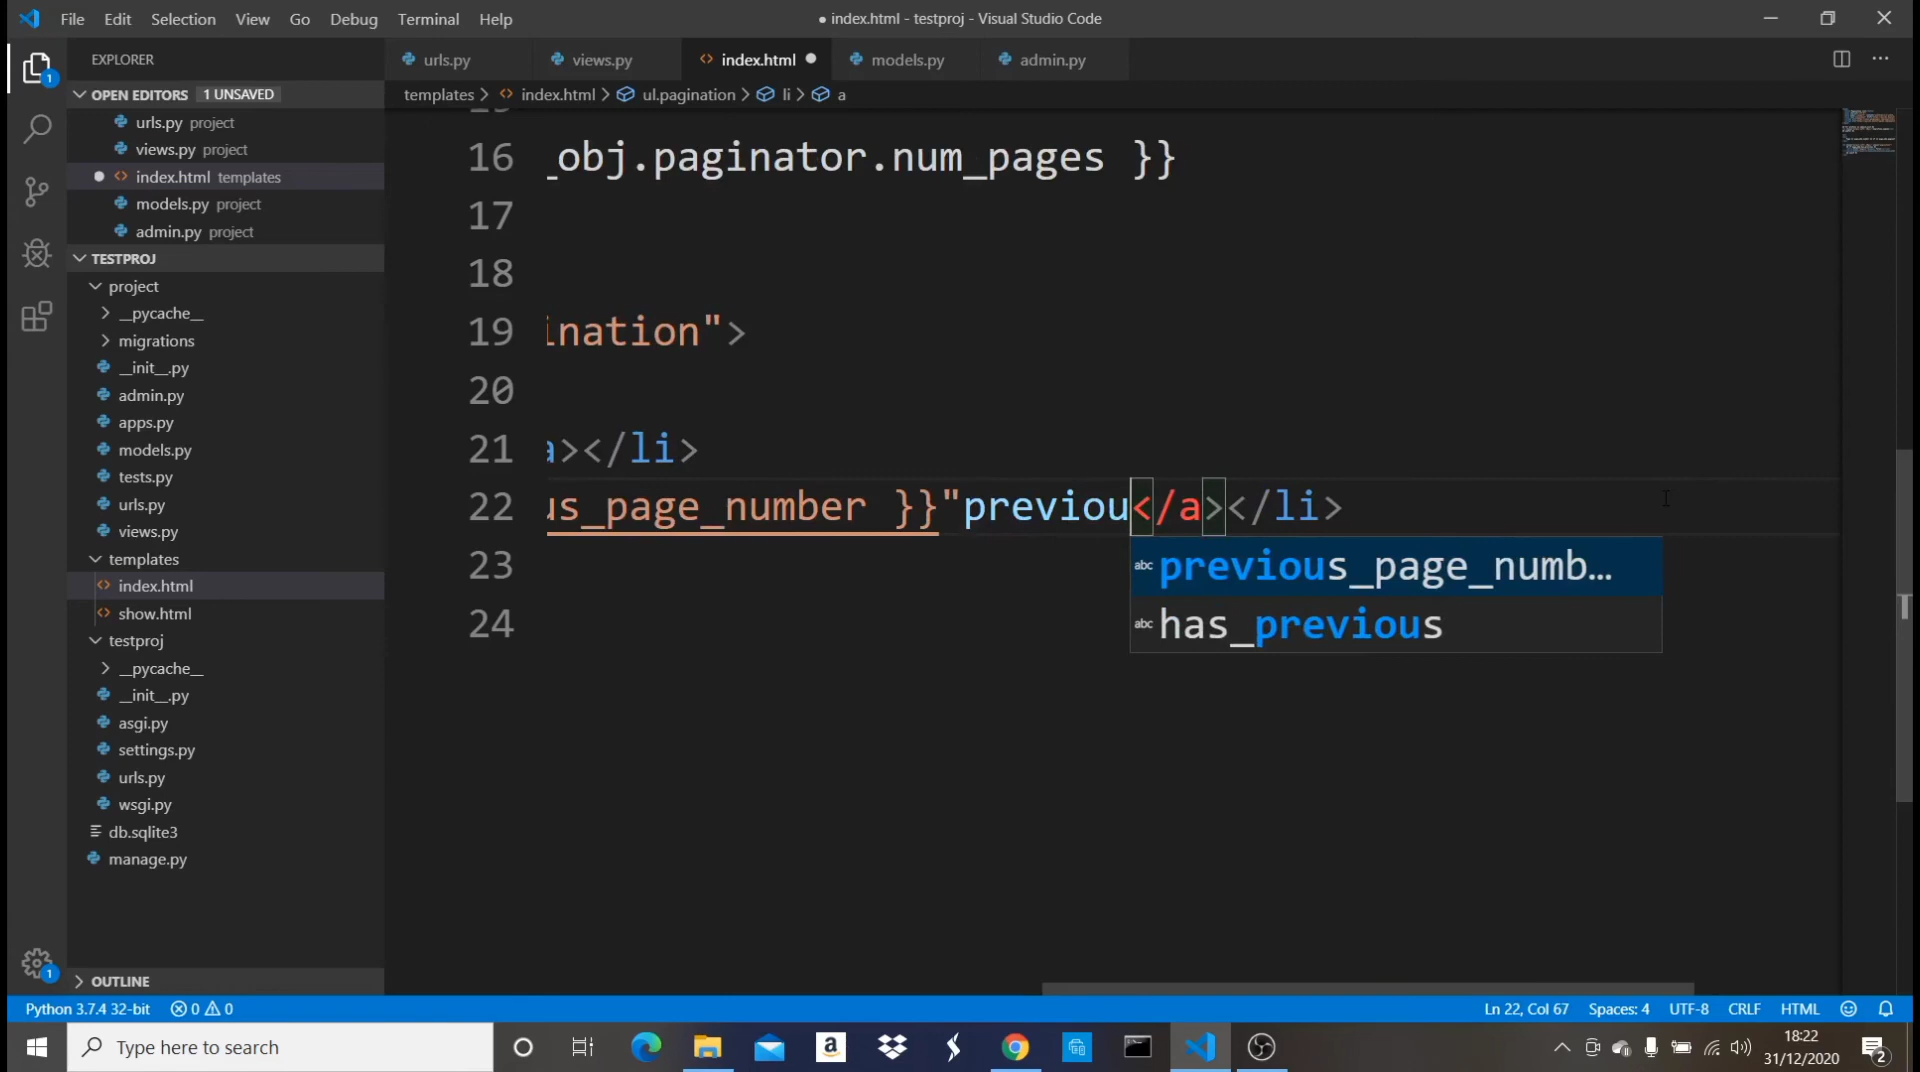 File Edit Selection View Go Debug Terminal Help
● index.html - testproj - Visual Studio Code
EXPLORER
urls.py views.py index.html models.py admin.py
OPEN EDITORS 1 UNSAVED
templates > index.html > ul.pagination > li > a
urls.py project
views.py project
index.html templates
models.py project
admin.py project
TESTPROJ
project
__pycache__
migrations
__init__.py
admin.py
apps.py
models.py
tests.py
urls.py
views.py
templates
index.html
show.html
testproj
__pycache__
__init__.py
asgi.py
settings.py
urls.py
wsgi.py
db.sqlite3
manage.py
OUTLINE
16 _obj.paginator.num_pages }}
17
18
19 ination">
20
21 a></li>
22 us_page_number }}"previou</a></li>
23
24
abc previous_page_numb...
abc has_previous
1
1
Python 3.7.4 32-bit 0 0
Ln 22, Col 67 Spaces: 4 UTF-8 CRLF HTML
Type here to search
18:22
31/12/2020
2